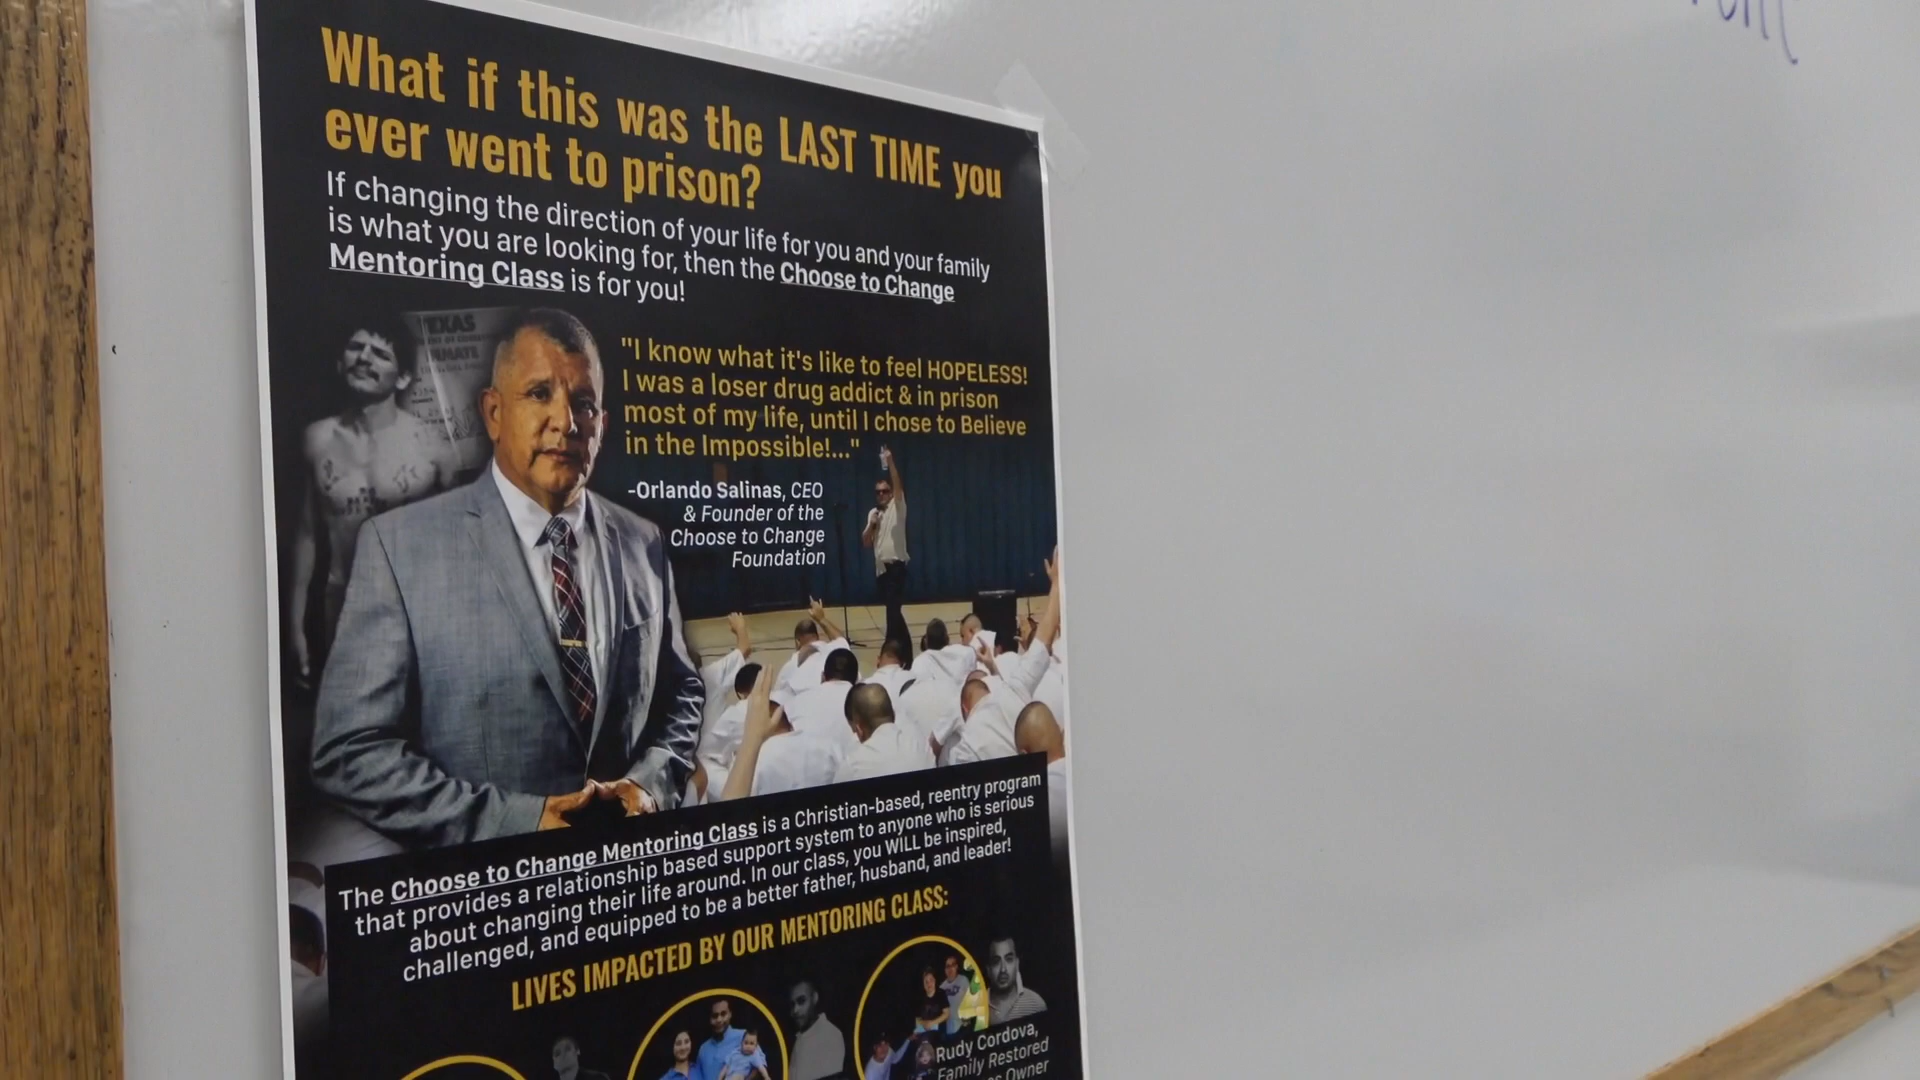 What if this was the LAST TIME you
ever went to prison?
If changing the direction of your life for you and your family
is what you are looking for, then the Choose to Change
Mentoring Class is for you!
TEXAS
"I know what it's like to feel HOPELESS!
I was a loser drug addict & in prison
most of my life, until I chose to Believe
in the Impossible!..."
-Orlando Salinas, CEO
& Founder of the
Choose to Change
Foundation
The Choose to Change Mentoring Class is a Christian-based, reentry program
that provides a relationship based support system to anyone who is serious
about changing their life around. In our class, you WILL be inspired,
challenged, and equipped to be a better father, husband, and leader!
LIVES IMPACTED BY OUR MENTORING CLASS:
Rudy Cordova,
Family Restored
Owner